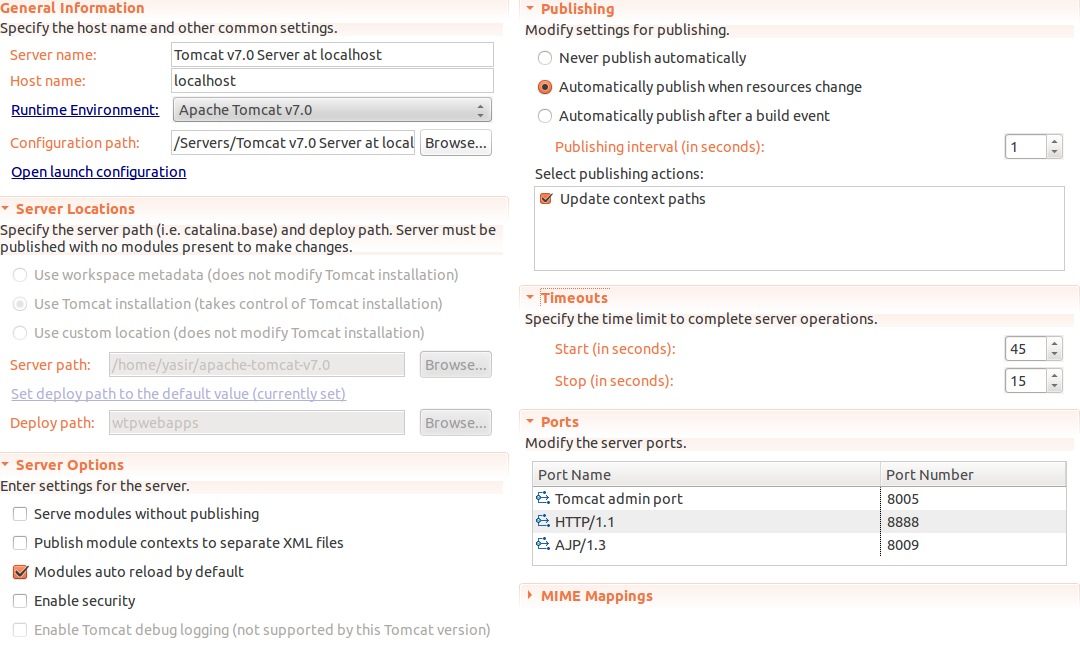 General Information
Specify the host name and other common settings.
Server name: Tomcat v7.0 Server at localhost
Host name: localhost
Runtime Environment: Apache Tomcat v7.0
Configuration path: /Servers/Tomcat v7.0 Server at local Browse...
Open launch configuration
Server Locations
Specify the server path (i.e. catalina.base) and deploy path. Server must be
published with no modules present to make changes.
Use workspace metadata (does not modify Tomcat installation)
Use Tomcat installation (takes control of Tomcat installation)
Use custom location (does not modify Tomcat installation)
Server path: /home/yasir/apache-tomcat-v7.0 Browse...
Set deploy path to the default value (currently set)
Deploy path: wtpwebapps Browse...
Server Options
Enter settings for the server.
Serve modules without publishing
Publish module contexts to separate XML files
Modules auto reload by default
Enable security
Enable Tomcat debug logging (not supported by this Tomcat version)
Publishing
Modify settings for publishing.
Never publish automatically
Automatically publish when resources change
Automatically publish after a build event
Publishing interval (in seconds): 1
Select publishing actions:
Update context paths
Timeouts
Specify the time limit to complete server operations.
Start (in seconds): 45
Stop (in seconds): 15
Ports
Modify the server ports.
Port Name Port Number
Tomcat admin port 8005
HTTP/1.1 8888
AJP/1.3 8009
MIME Mappings